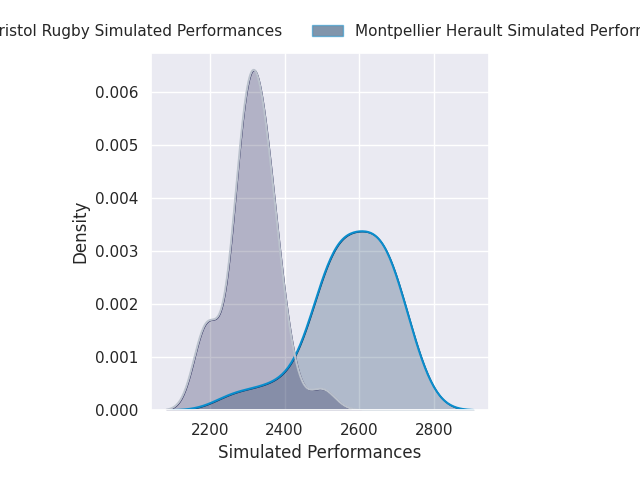 ristol Rugby Simulated Performances Montpellier Herault Simulated Perfor
0.006
0.005
0.004
0.003
0.002
0.001
0.000
Density
2200 2400 2600 2800
Simulated Performances